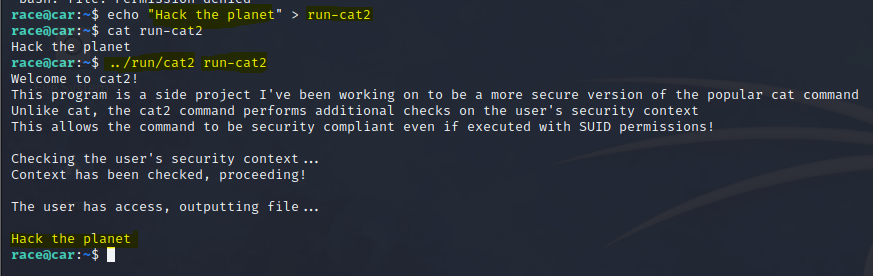 race@car:~$ echo "Hack the planet" > run-cat2
race@car:~$ cat run-cat2
Hack the planet
race@car:~$ ../run/cat2 run-cat2
Welcome to cat2!
This program is a side project I've been working on to be a more secure version of the popular cat command
Unlike cat, the cat2 command performs additional checks on the user's security context
This allows the command to be security compliant even if executed with SUID permissions!
Checking the user's security context...
Context has been checked, proceeding!
The user has access, outputting file...
Hack the planet
race@car:~$